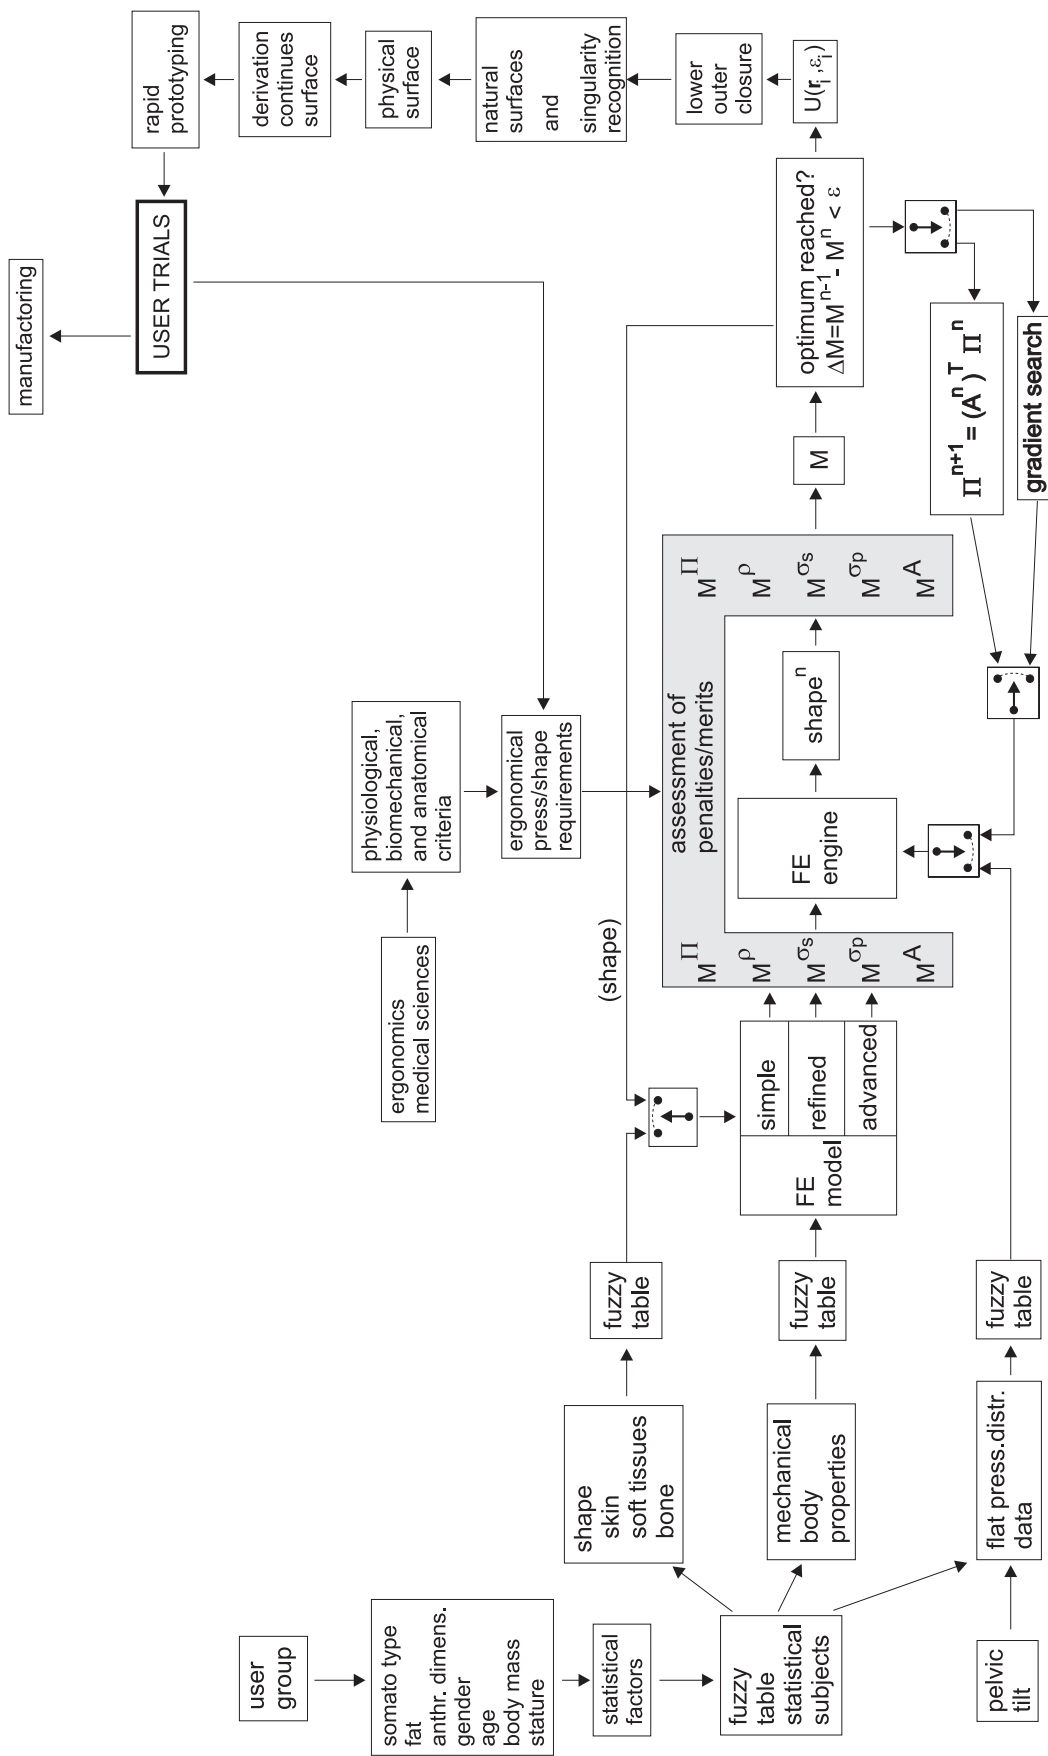 user
group
somato type
fat
anthr. dimens.
gender
age
body mass
stature
statistical
factors
fuzzy
table
statistical
subjects
pelvic
tilt
shape
skin
soft tissues
bone
mechanical
body
properties
flat press.distr.
data
fuzzy
table
fuzzy
table
fuzzy
table
FE
model
simple
refined
advanced
(shape)
ergonomics
medical sciences
physiological,
biomechanical,
and anatomical
criteria
ergonomical
press/shape
requirements
assessment of
penalties/merits
M^Π
M^ρ
M^σs
M^σp
M^A
FE
engine
shape^n
M^Π
M^ρ
M^σs
M^σp
M^A
M
optimum reached?
ΔM=M^n-1- M^n < ε
Π^n+1 = (A^n)^T Π^n
gradient search
U(r_i,ε_i)
lower
outer
closure
natural
surfaces
and
singularity
recognition
physical
surface
derivation
continues
surface
rapid
prototyping
USER TRIALS
manufactoring